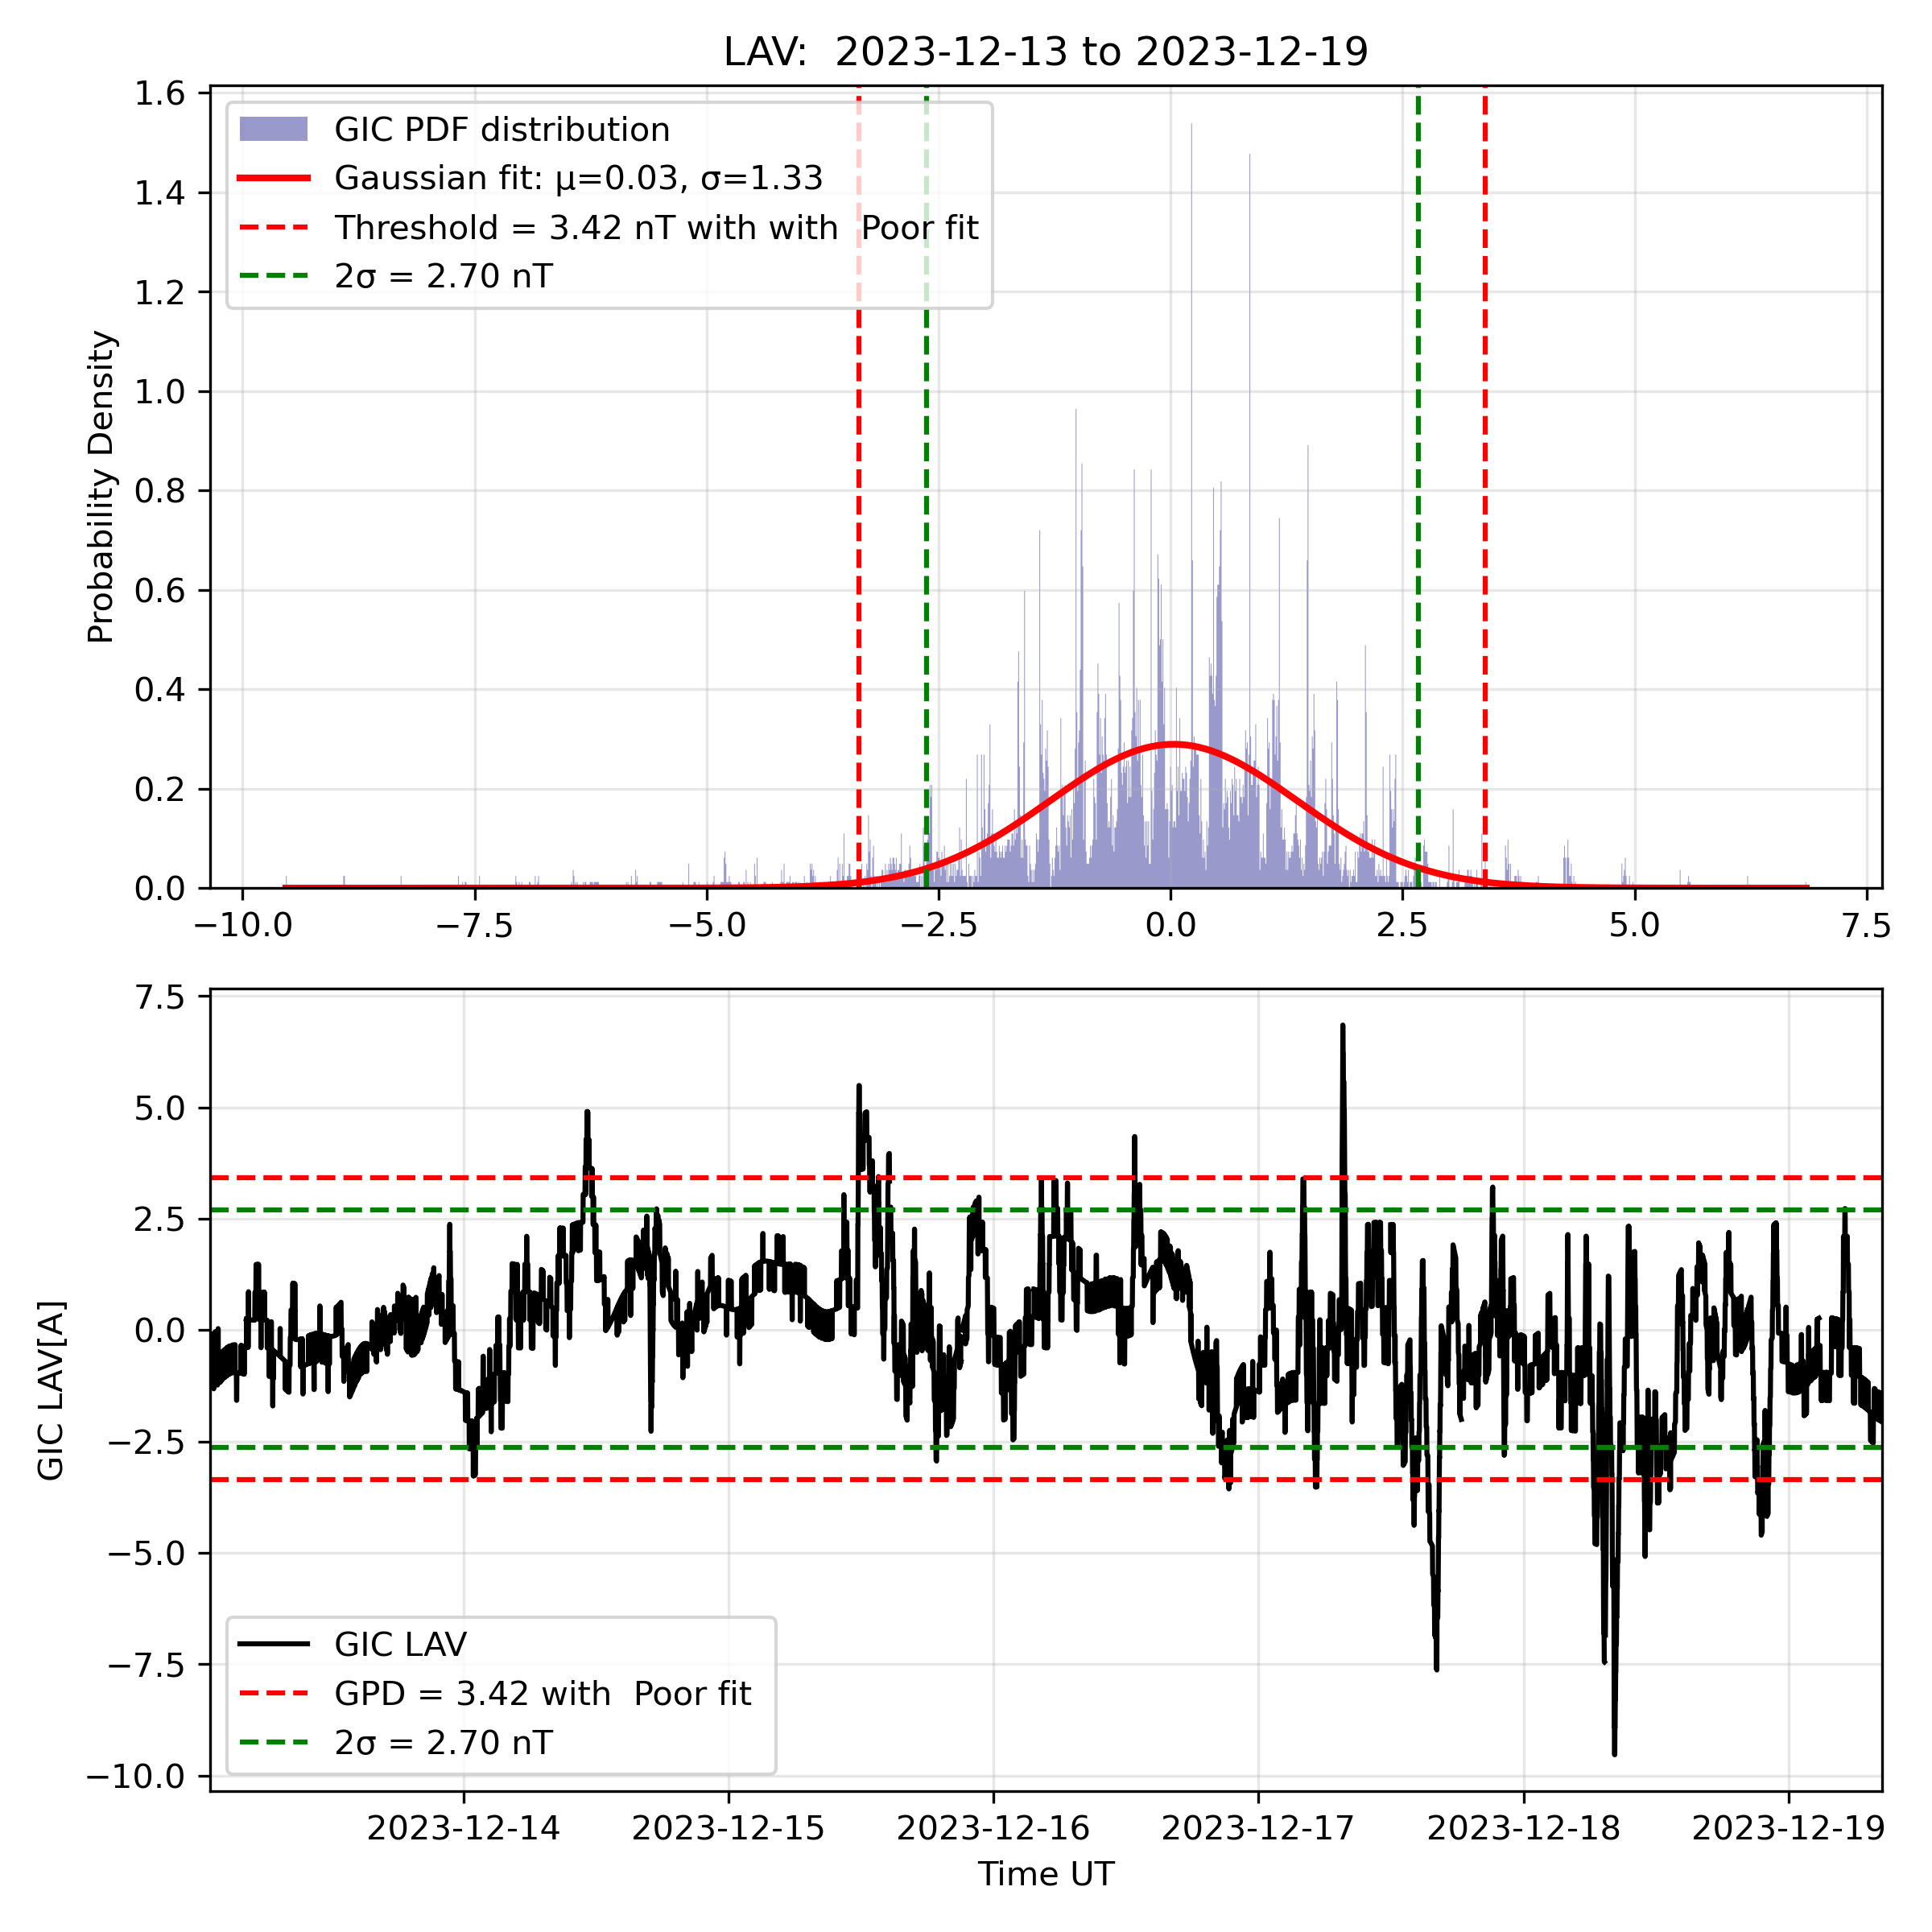 LAV:  2023-12-13 to 2023-12-19
1.6
1.4
1.2
1.0
0.8
0.6
0.4
0.2
0.0
Probability Density
GIC PDF distribution
Gaussian fit: μ=0.03, σ=1.33
Threshold = 3.42 nT with with  Poor fit
2σ = 2.70 nT
−10.0 −7.5 −5.0 −2.5 0.0 2.5 5.0 7.5
7.5
5.0
2.5
0.0
−2.5
−5.0
−7.5
−10.0
GIC LAV[A]
GIC LAV
GPD = 3.42 with  Poor fit
2σ = 2.70 nT
2023-12-14 2023-12-15 2023-12-16 2023-12-17 2023-12-18 2023-12-19
Time UT